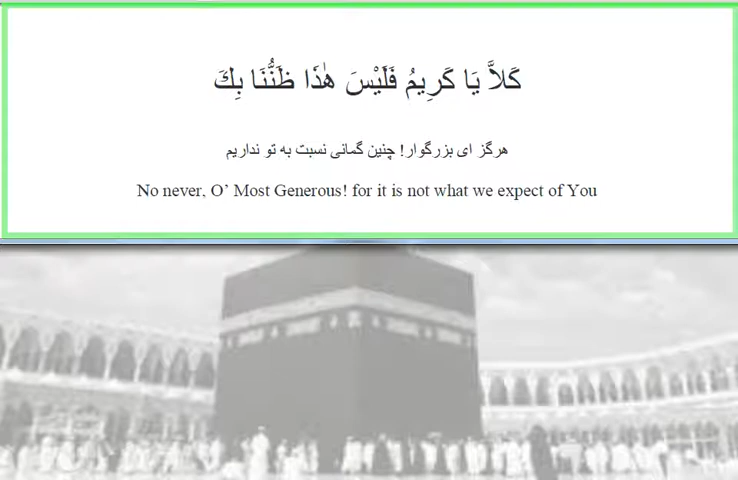 كَلاَّ يَا كَرِيمُ فَلَيْسَ هٰذَا ظَنُّنَا بِكَ
هرگز ای بزرگوار! چنین گمانی نسبت به تو نداریم
No never, O’ Most Generous! for it is not what we expect of You